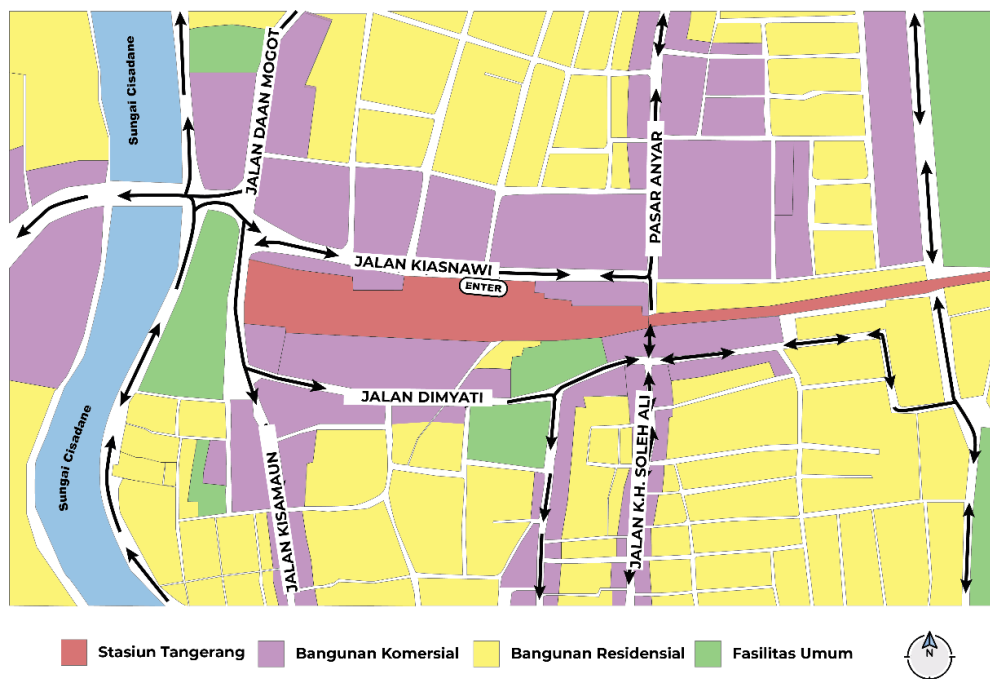 Sungai Cisadane
JALAN DAAN MOGOT
PASAR ANYAR
JALAN KIASNAWI
ENTER
JALAN DIMYATI
Sungai Cisadane
JALAN KISAMAUN
JALAN K.H. SOLEH ALI
Stasiun Tangerang
Bangunan Komersial
Bangunan Residensial
Fasilitas Umum
N